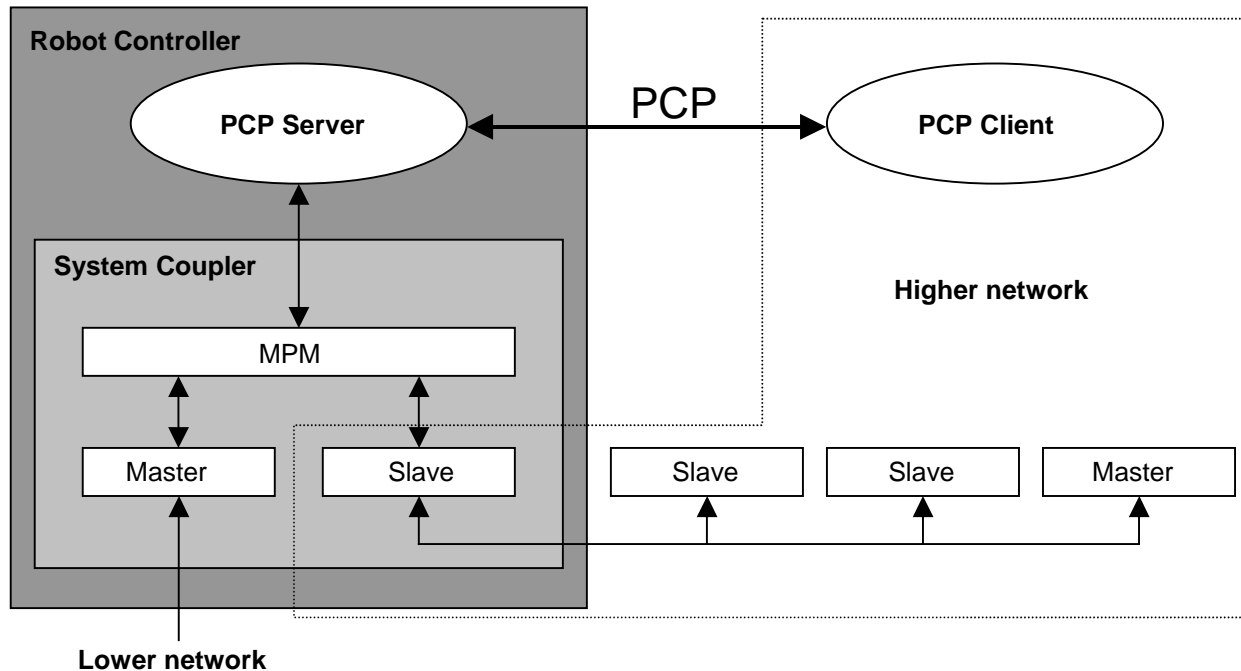 Robot Controller
PCP Server
PCP
PCP Client
System Coupler
Higher network
MPM
Master
Slave
Slave
Slave
Master
Lower network